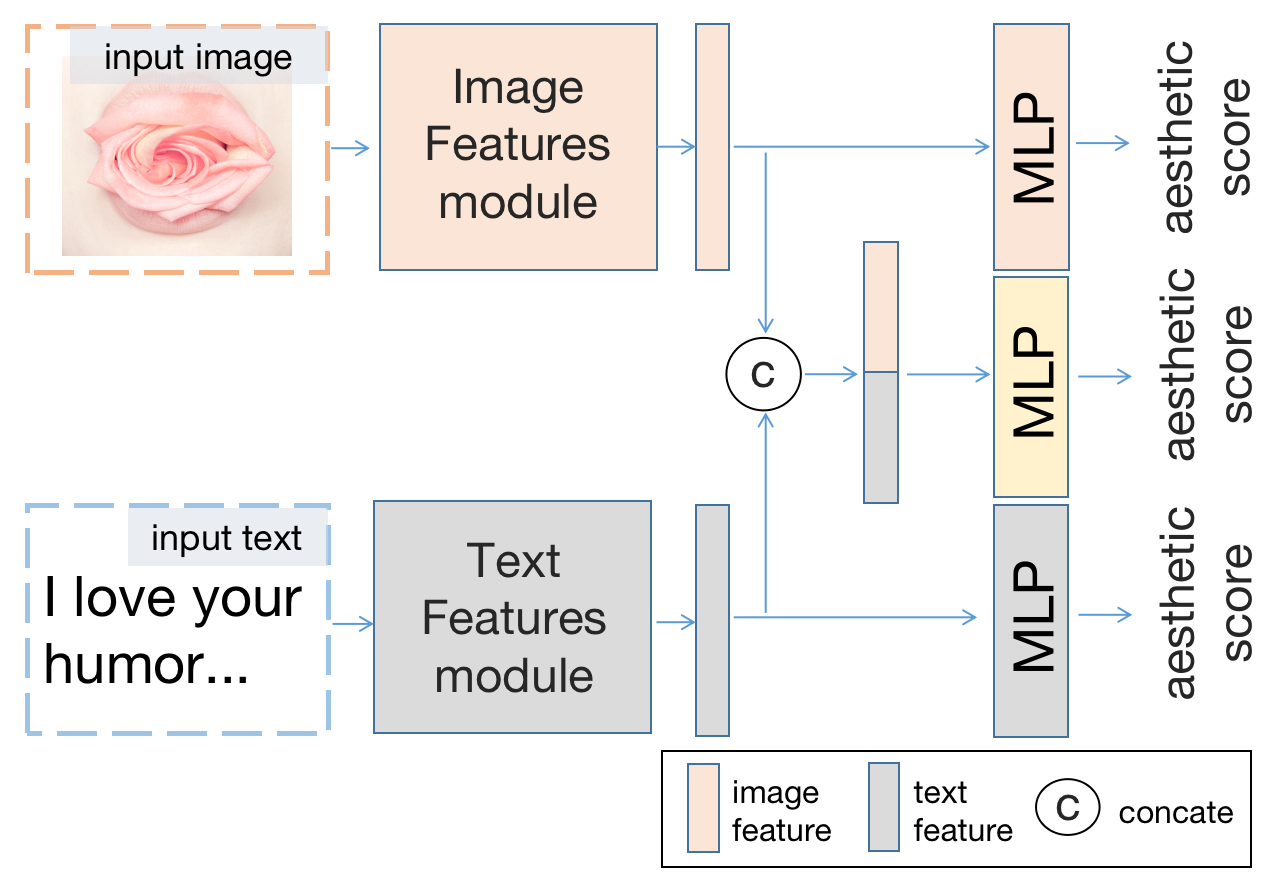 input image
Image
Features
module
MLP
aesthetic
score
C
MLP
aesthetic
score
input text
I love your
humor...
Text
Features
module
MLP
aesthetic
score
image
feature
text
feature
C
concate